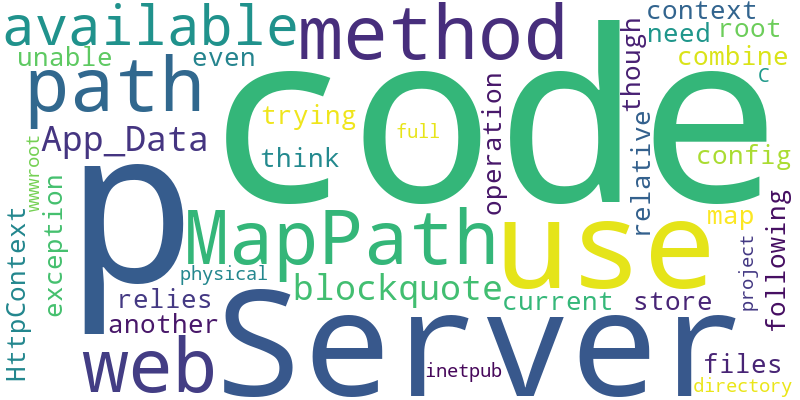 available
method
context
unable
even
need
root
path
code
though
combine
C
App_Data
trying
full
operation
think
relative
config
wwwroot
exception
p
MapPath
use
map
following
HttpContext
physical
blockquote
current
store
project
relies
another
Server
web
inetpub
files
directory